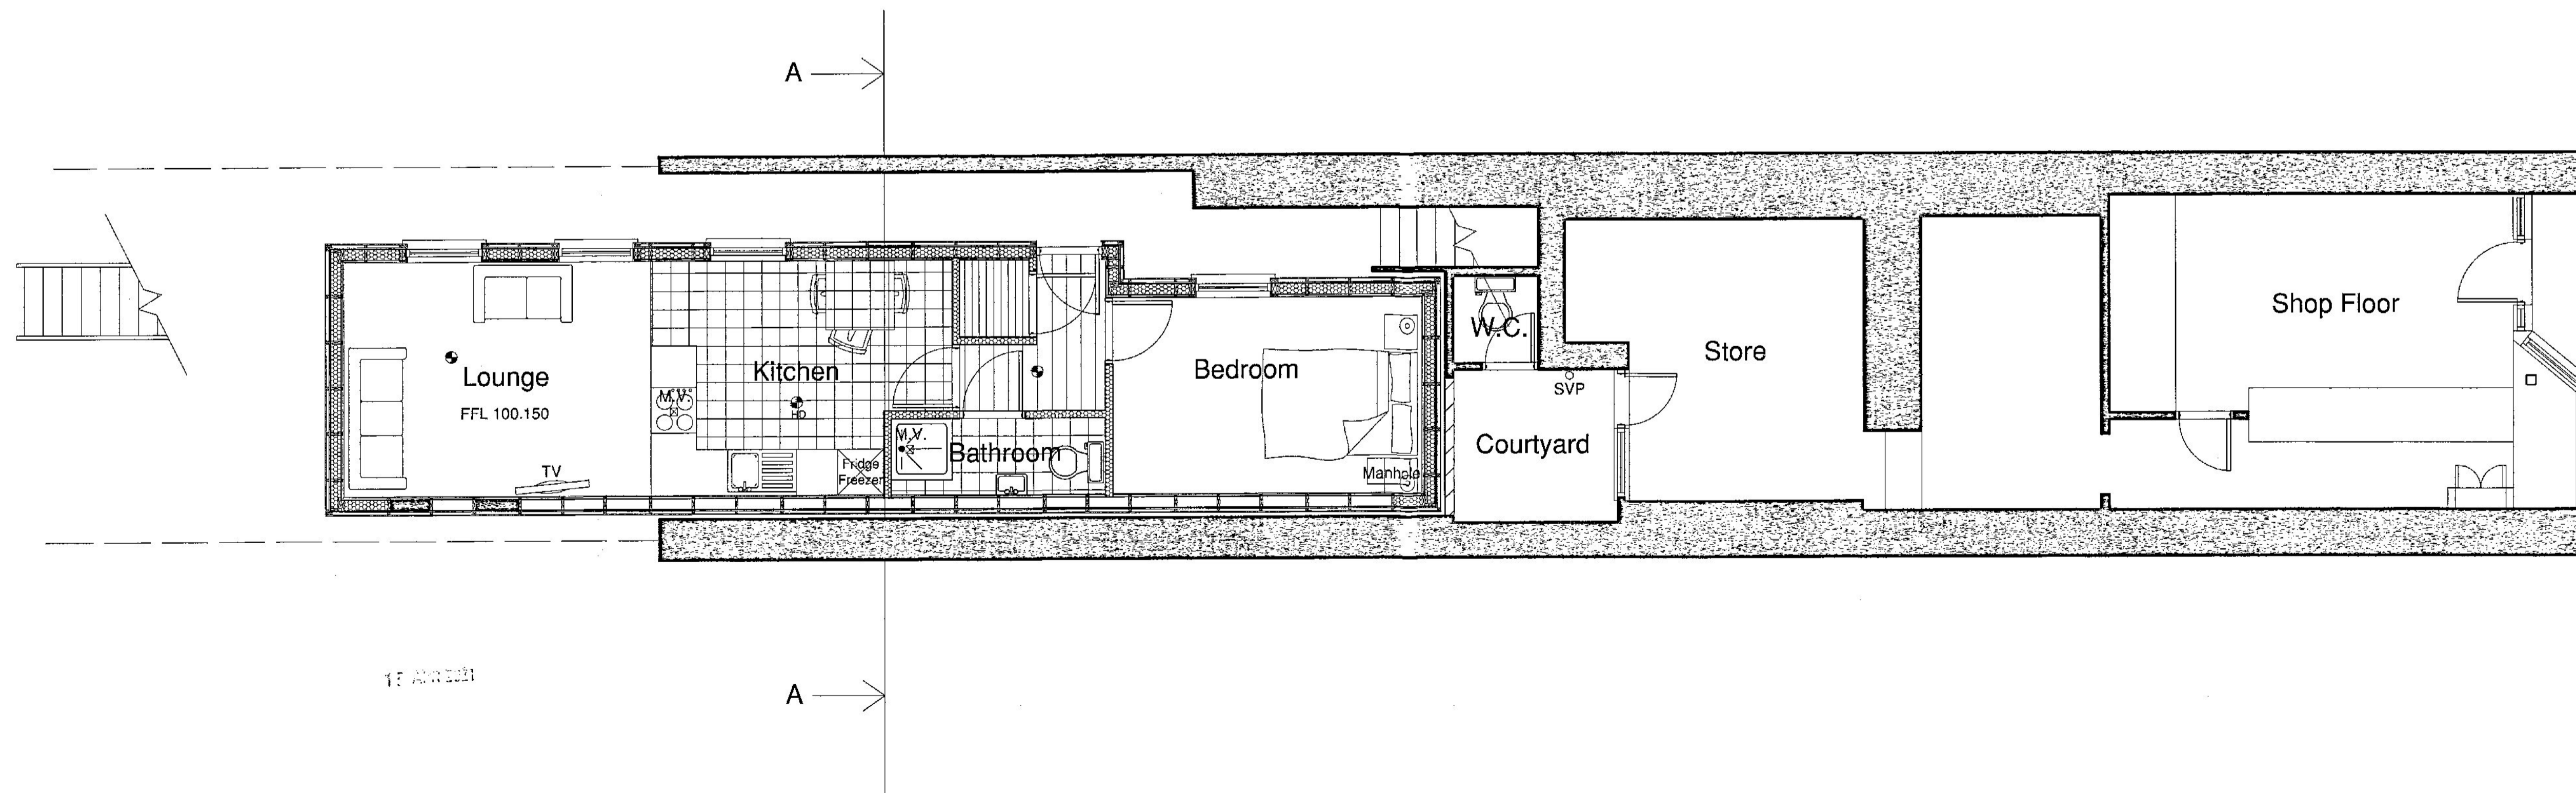 A
Lounge
FFL 100.150
TV
Kitchen
M.V.
HD
Fridge
Freezer
M.V.
Bathroom
Bedroom
Manhole
W.C.
SVP
Courtyard
Store
Shop Floor
A